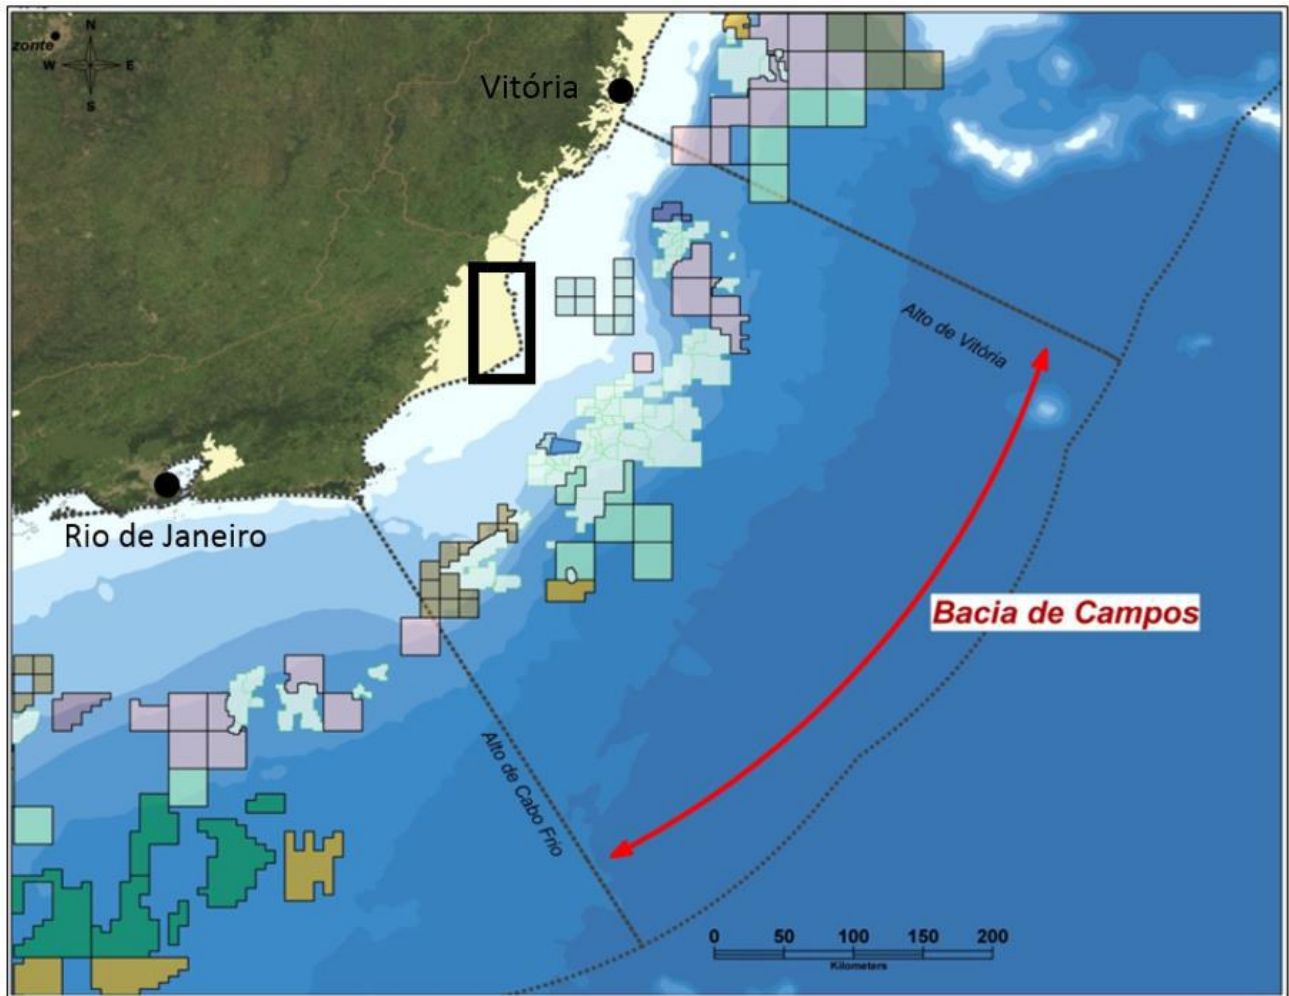 N
zonte
W E
S
Vitória
Alto de Vitória
Rio de Janeiro
Bacia de Campos
Alto de Cabo Frio
0 50 100 150 200
Kilometers